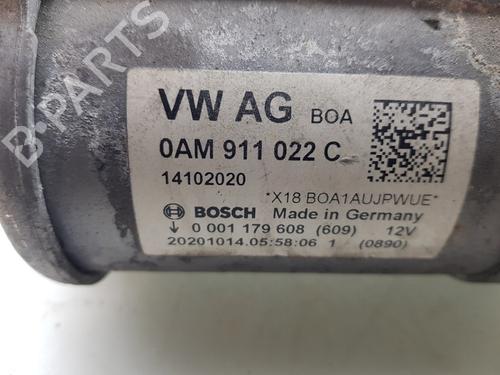 VW AG BOA
0AM 911 022 C
14102020
*X18 BOA1AUJPWUE*
BOSCH Made in Germany
0 001 179 608 (609) 12V
20201014.05:58:06 1 (0890)